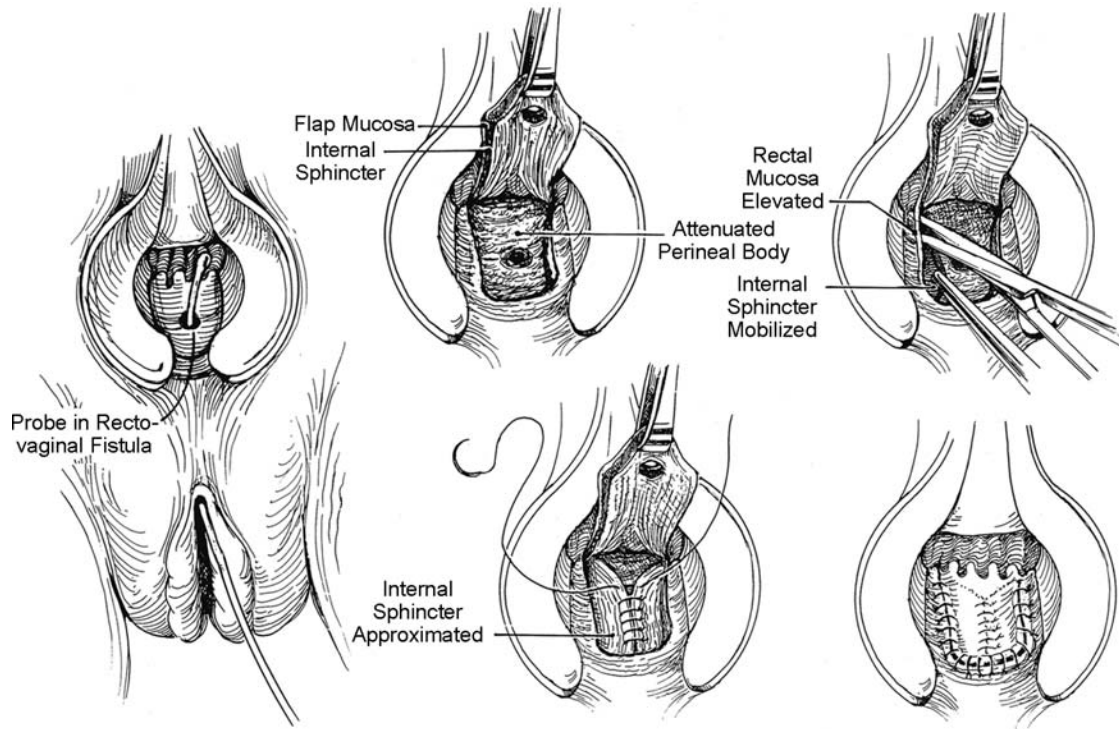 Flap Mucosa
Internal
Sphincter
Attenuated
Perineal Body
Rectal
Mucosa
Elevated
Internal
Sphincter
Mobilized
Probe in Recto-
vaginal Fistula
Internal
Sphincter
Approximated